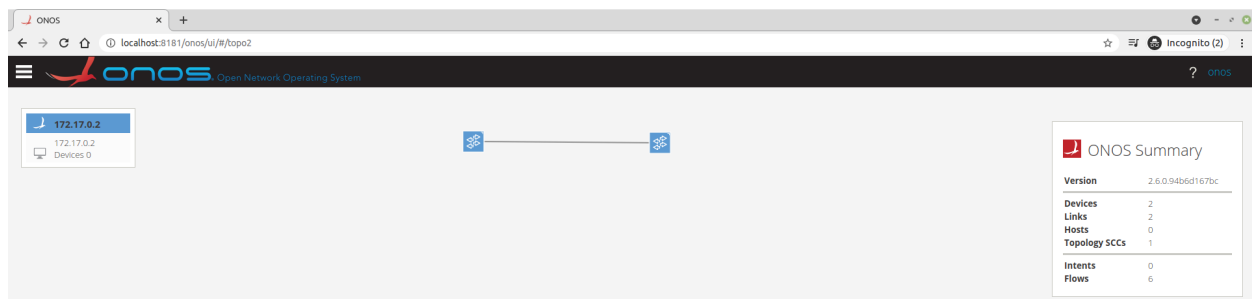 ONOS
localhost:8181/onos/ui/#/topo2
Incognito (2)
onos. Open Network Operating System
? onos
172.17.0.2
172.17.0.2
Devices 0
ONOS Summary
Version 2.6.0.94b6d167bc
Devices 2
Links 2
Hosts 0
Topology SCCs 1
Intents 0
Flows 6